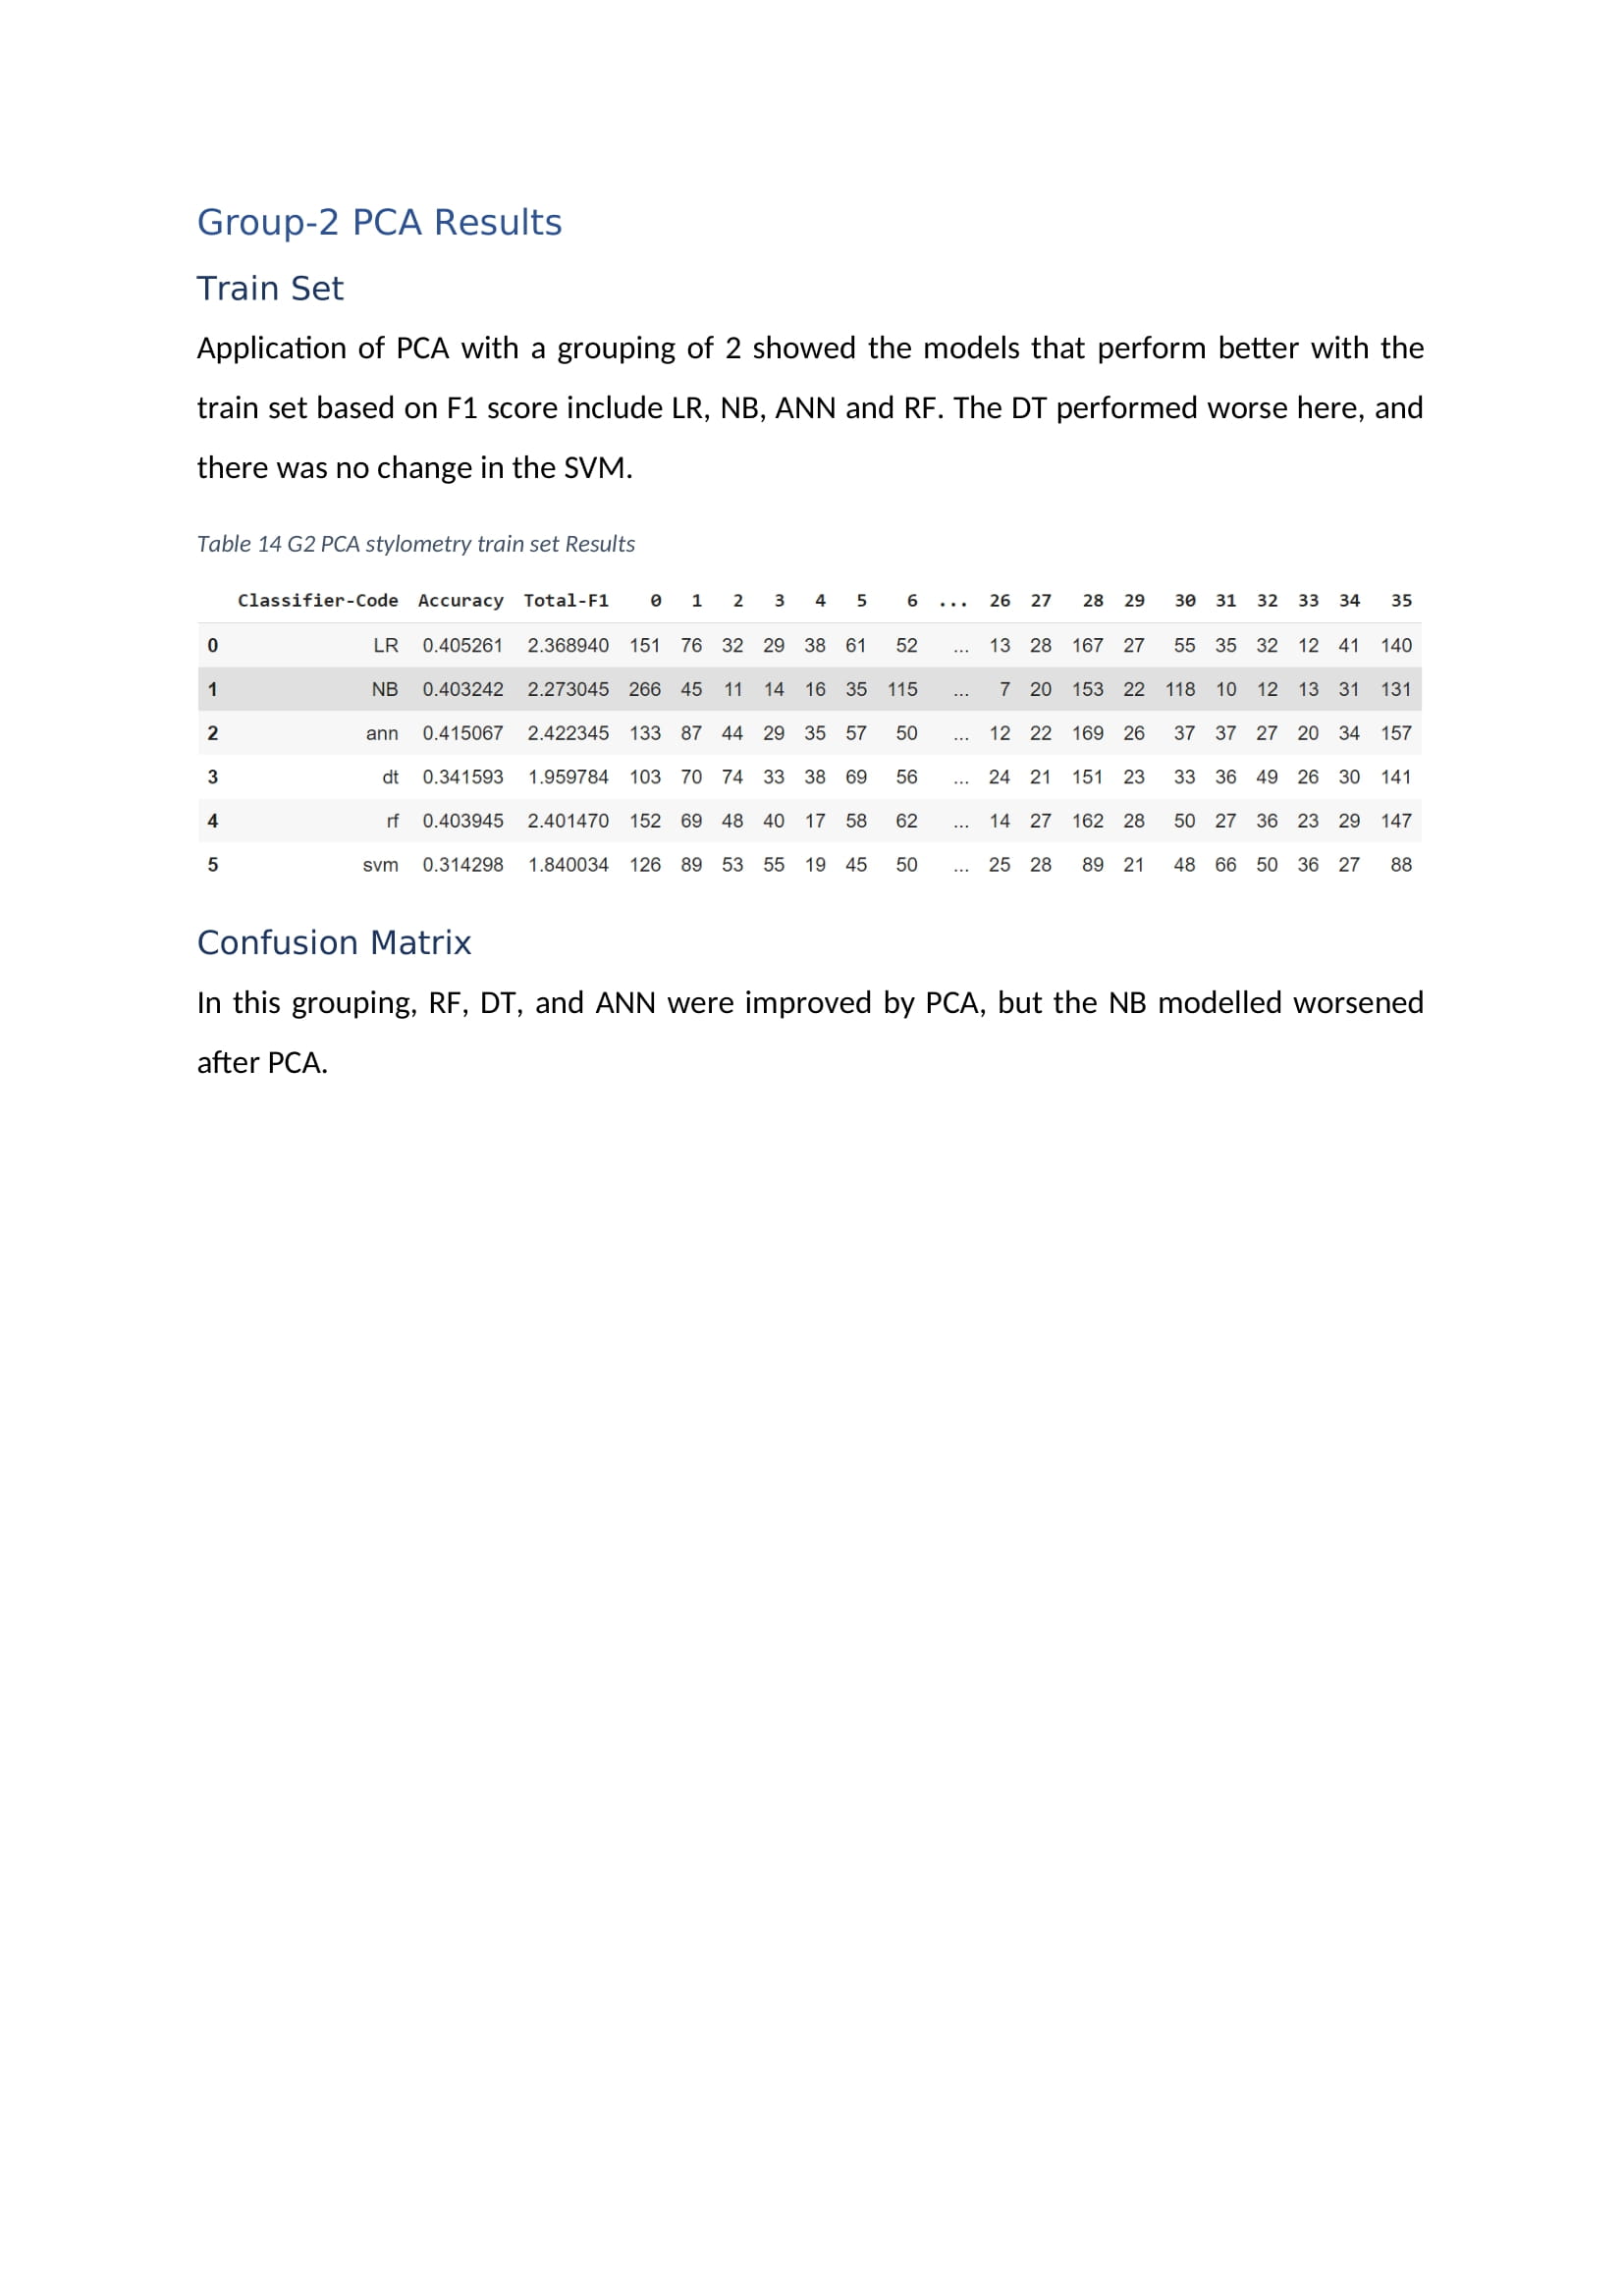 Group-2 PCA Results
Train Set
Application of PCA with a grouping of 2 showed the models that perform better with the
train set based on F1 score include LR, NB, ANN and RF. The DT performed worse here, and
there was no change in the SVM.
Table 14 G2 PCA stylometry train set Results
Classifier-Code Accuracy Total-F1 0 1 2 3 4 5 6 ... 26 27 28 29 30 31 32 33 34 35
0 LR 0.405261 2.368940 151 76 32 29 38 61 52 ... 13 28 167 27 55 35 32 12 41 140
1 NB 0.403242 2.273045 266 45 11 14 16 35 115 ... 7 20 153 22 118 10 12 13 31 131
2 ann 0.415067 2.422345 133 87 44 29 35 57 50 ... 12 22 169 26 37 37 27 20 34 157
3 dt 0.341593 1.959784 103 70 74 33 38 69 56 ... 24 21 151 23 33 36 49 26 30 141
4 rf 0.403945 2.401470 152 69 48 40 17 58 62 ... 14 27 162 28 50 27 36 23 29 147
5 svm 0.314298 1.840034 126 89 53 55 19 45 50 ... 25 28 89 21 48 66 50 36 27 88
Confusion Matrix
In this grouping, RF, DT, and ANN were improved by PCA, but the NB modelled worsened
after PCA.